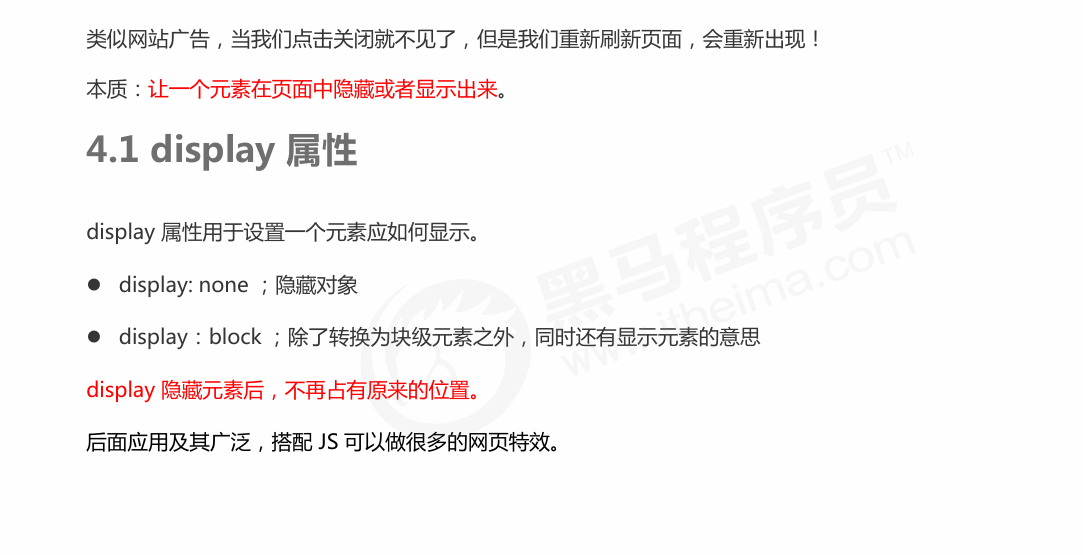 类似网站广告，当我们点击关闭就不见了，但是我们重新刷新页面，会重新出现！
本质：让一个元素在页面中隐藏或者显示出来。
4.1 display 属性
display 属性用于设置一个元素应如何显示。
● display: none ；隐藏对象
● display：block ；除了转换为块级元素之外，同时还有显示元素的意思
display 隐藏元素后，不再占有原来的位置。
后面应用及其广泛，搭配 JS 可以做很多的网页特效。
黑马程序员™
www.itheima.com